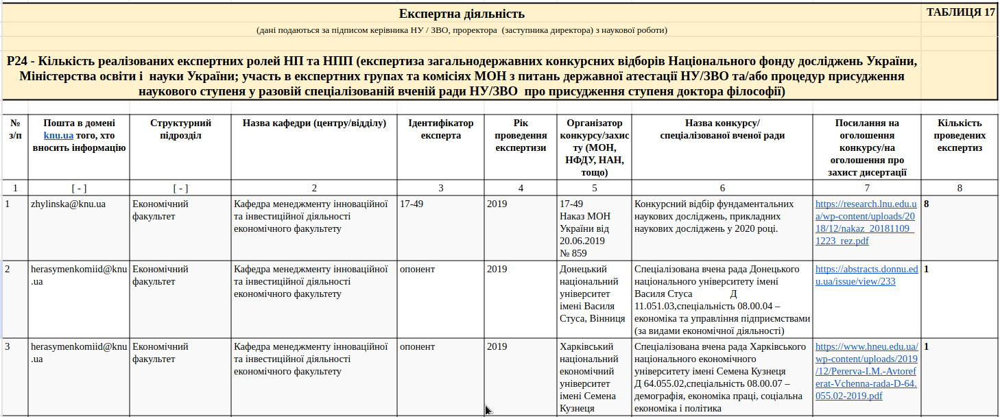 Експертна діяльність
ТАБЛИЦЯ 17
(дані подаються за підписом керівника НУ / ЗВО, проректора (заступника директора) з наукової роботи)
Р24 - Кількість реалізованих експертних ролей НП та НПП (експертиза загальнодержавних конкурсних відборів Національного фонду досліджень України,
Міністерства освіти і науки України; участь в експертних групах та комісіях МОН з питань державної атестації НУ/ЗВО та/або процедур присудження
наукового ступеня у разовій спеціалізованій вченій ради НУ/ЗВО про присудження ступеня доктора філософії)
№
з/п
Пошта в домені
knu.ua того, хто
вносить інформацію
Структурний
підрозділ
Назва кафедри (центру/відділу)
Ідентифікатор
експерта
Рік
проведення
експертизи
Організатор
конкурсу/захис
ту (МОН,
НФДУ, НАН,
тощо)
Назва конкурсу/
спеціалізованої вченої ради
Посилання на
оголошення
конкурсу/на
оголошення про
захист дисертації
Кількість
проведених
експертиз
1
[ - ]
[ - ]
2
3
4
5
6
7
8
1
zhylinska@knu.ua
Економічний
факультет
Кафедра менеджменту інноваційної
та інвестиційної діяльності
економічного факультету
17-49
2019
17-49
Наказ МОН
України від
20.06.2019
№ 859
Конкурсний відбір фундаментальних
наукових досліджень, прикладних
наукових досліджень у 2020 році.
https://research.lnu.edu.u
a/wp-content/uploads/20
18/12/nakaz_20181109_
1223_rez.pdf
8
2
herasymenkomiid@knu
.ua
Економічний
факультет
Кафедра менеджменту інноваційної
та інвестиційної діяльності
економічного факультету
опонент
2019
Донецький
національний
університет
імені Василя
Стуса, Вінниця
Спеціалізована вчена рада Донецького
національного університету імені
Василя Стуса Д
11.051.03,спеціальність 08.00.04 –
економіка та управління підприємствами
(за видами економічної діяльності)
https://abstracts.donnu.ed
u.ua/issue/view/233
1
3
herasymenkomiid@knu
.ua
Економічний
факультет
Кафедра менеджменту інноваційної
та інвестиційної діяльності
економічного факультету
опонент
2019
Харківський
національний
економічний
університет
імені Семена
Кузнеця
Спеціалізована вчена рада Харківського
національного економічного
університету імені Семена Кузнеця
Д 64.055.02,спеціальність 08.00.07 –
демографія, економіка праці, соціальна
економіка і політика
https://www.hneu.edu.ua/
wp-content/uploads/2019
/12/Pererva-I.M.-Avtoref
erat-Vchenna-rada-D-64.
055.02-2019.pdf
1